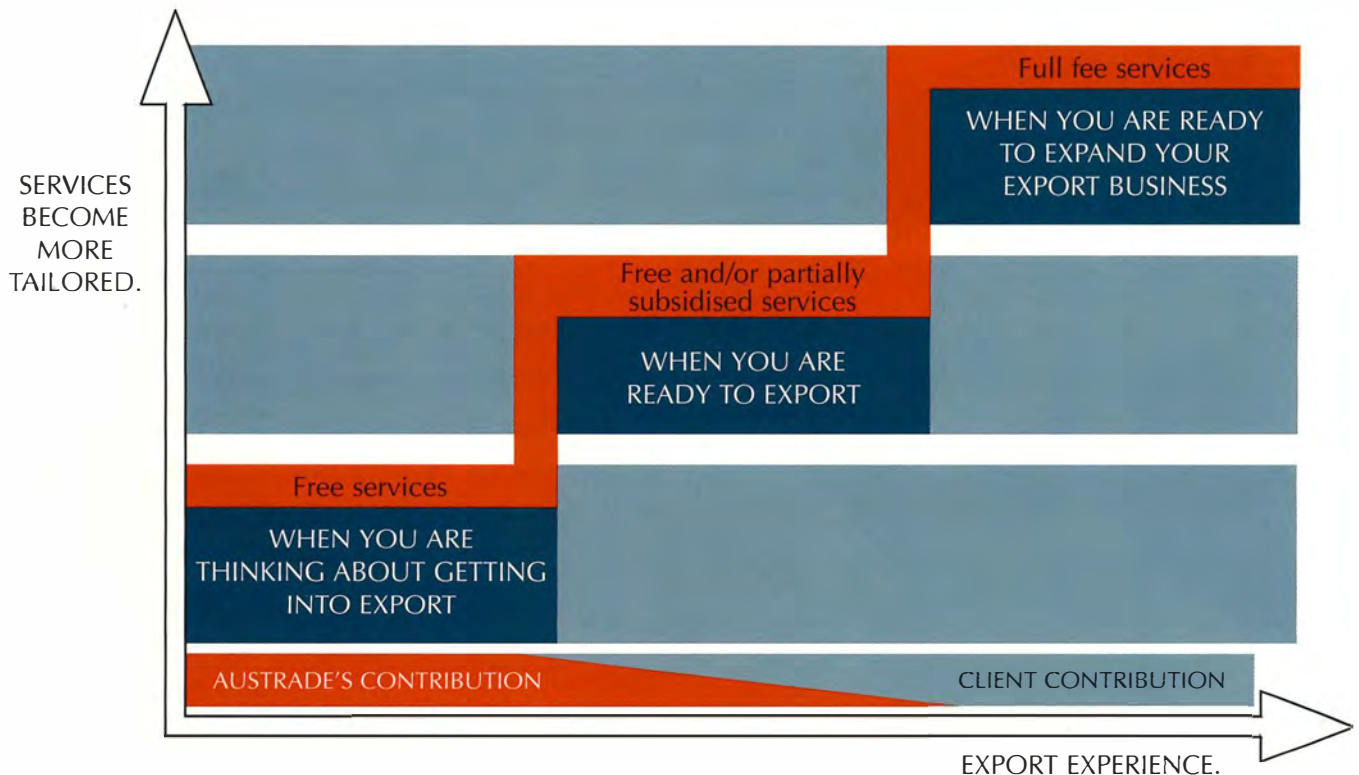 Full fee services
WHEN YOU ARE READY
TO EXPAND YOUR
EXPORT BUSINESS
SERVICES
BECOME
MORE
TAILORED.
Free and/or partially
subsidised services
WHEN YOU ARE
READY TO EXPORT
Free services
WHEN YOU ARE
THINKING ABOUT GETTING
INTO EXPORT
AUSTRADE'S CONTRIBUTION
CLIENT CONTRIBUTION
EXPORT EXPERIENCE.